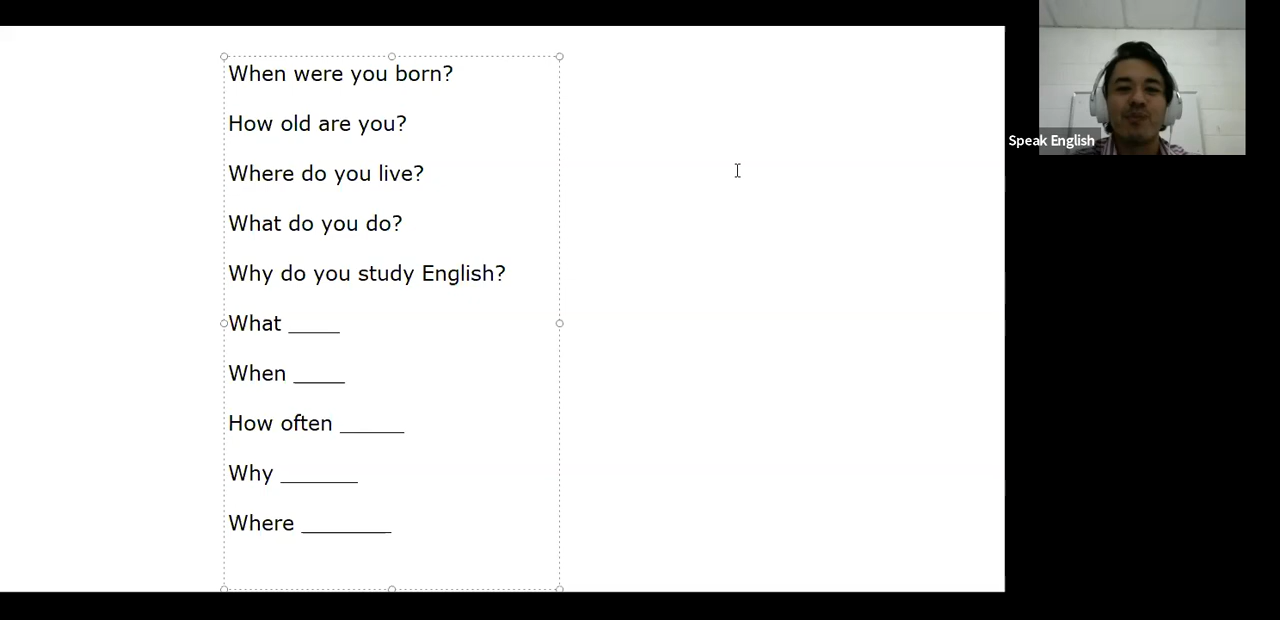 When were you born?
How old are you?
Where do you live?
What do you do?
Why do you study English?
What _____
When _____
How often ______
Why _______
Where ________
Speak English